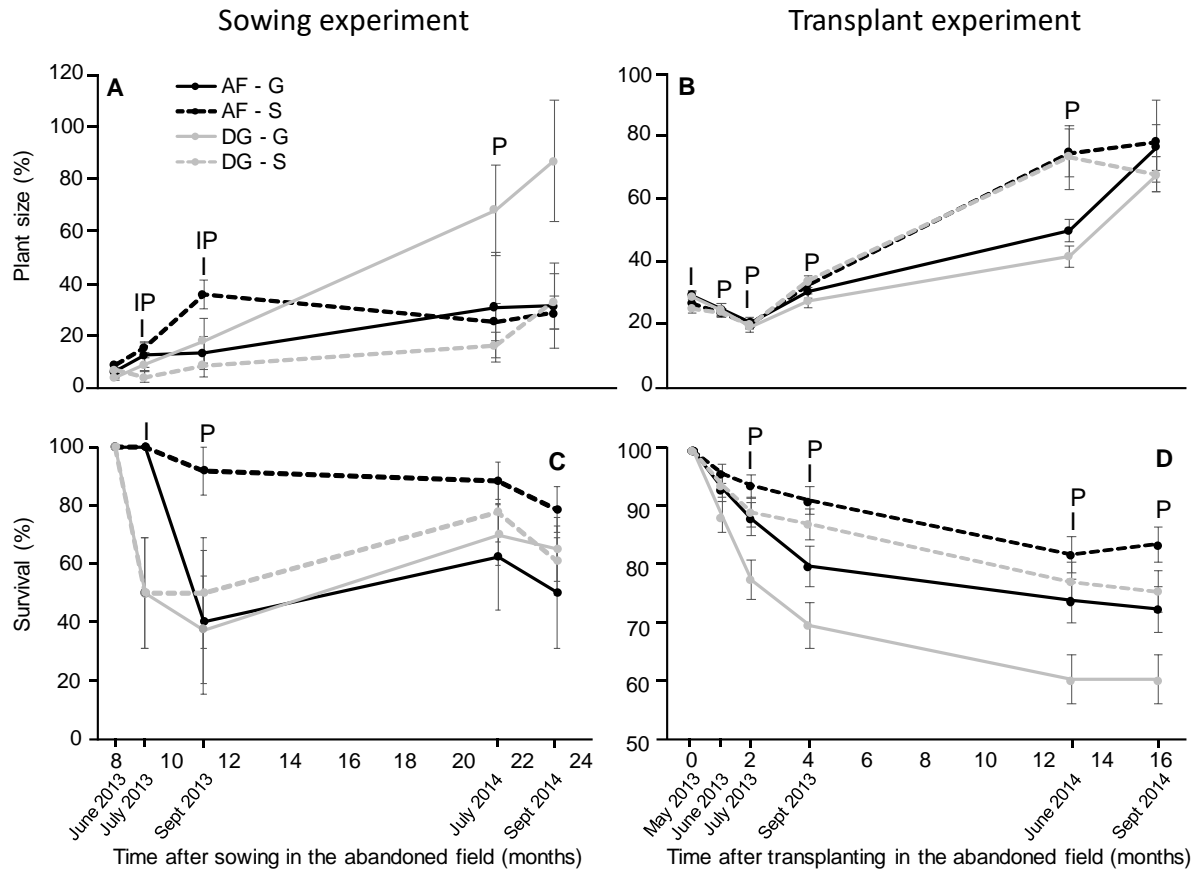 Sowing experiment
Transplant experiment
A
AF - G
AF - S
DG - G
DG - S
Plant size (%)
120
100
80
60
40
20
0
IP
IP
P
B
100
80
60
40
20
0
I
P
P
P
P
C
Survival (%)
100
80
60
40
20
0
I
P
8 10 12 14 16 18 20 22 24
June 2013
July 2013
Sept 2013
July 2014
Sept 2014
Time after sowing in the abandoned field (months)
D
100
90
80
70
60
50
P
P
P
P
0 2 4 6 8 10 12 14 16
May 2013
June 2013
July 2013
Sept 2013
June 2014
Sept 2014
Time after transplanting in the abandoned field (months)